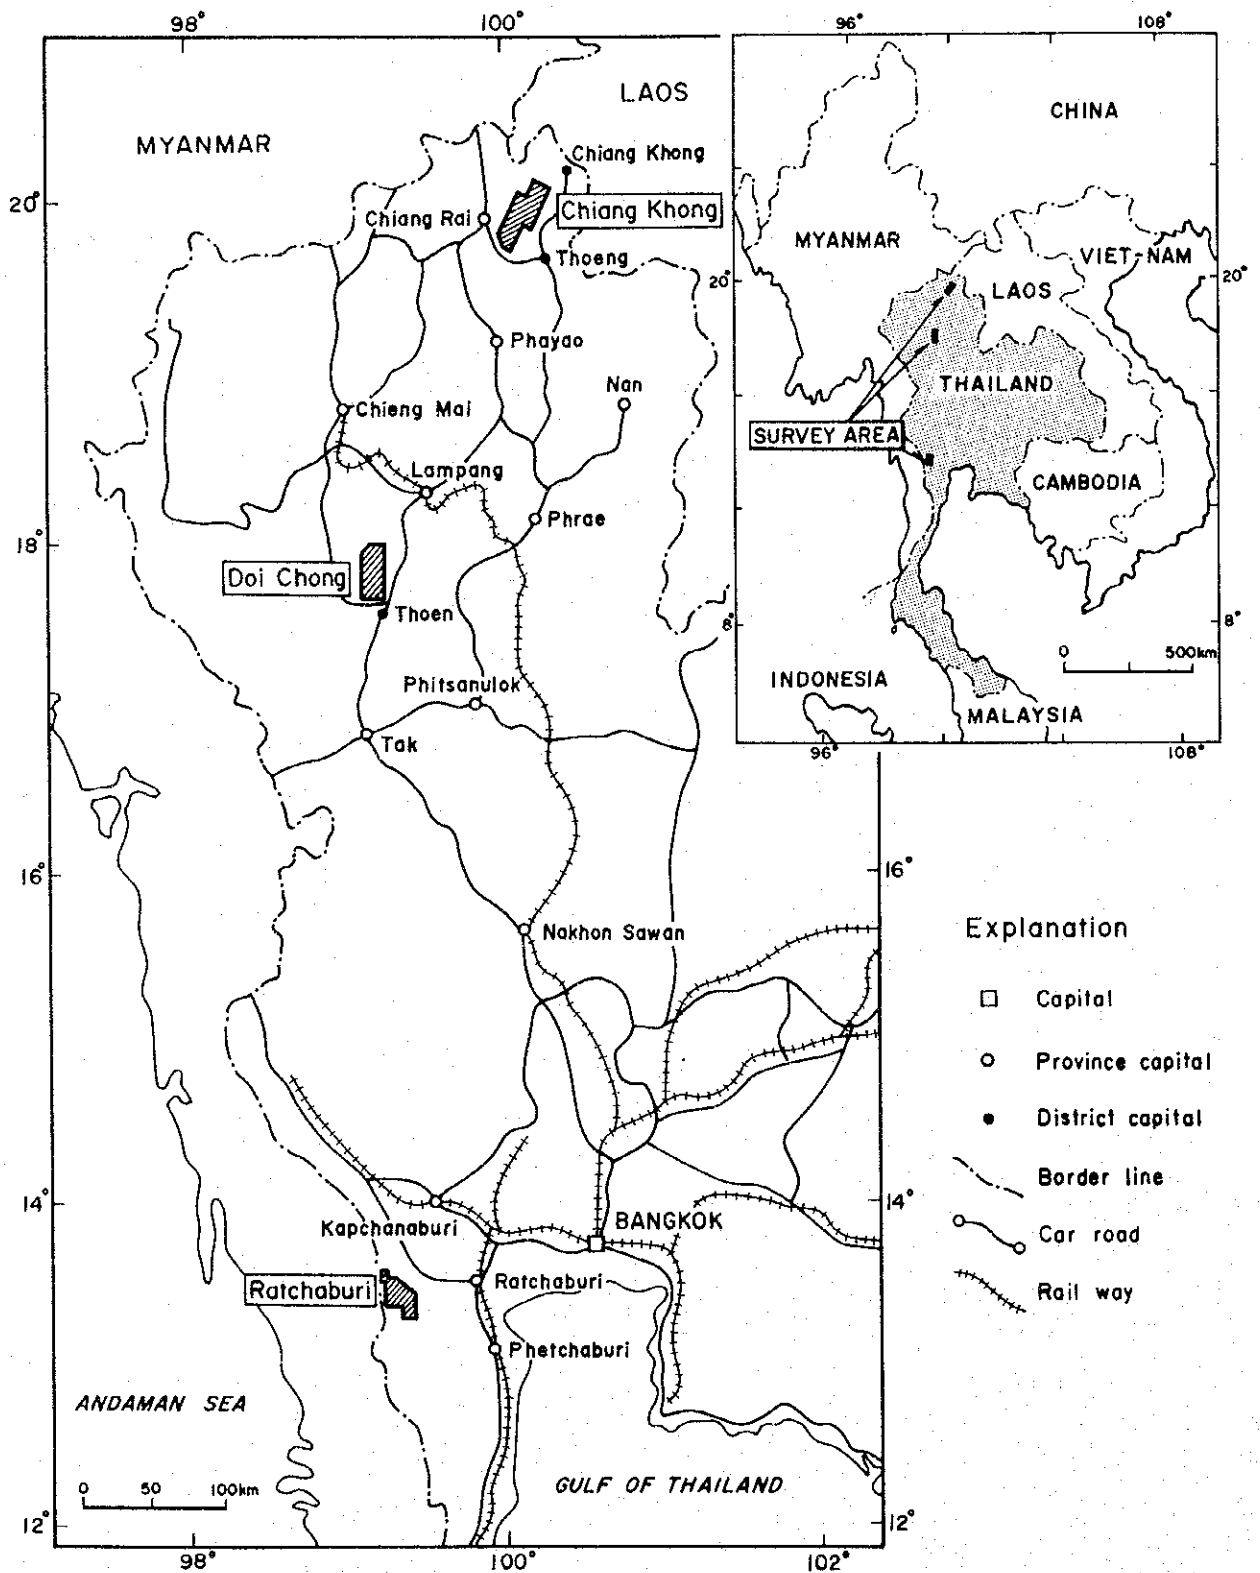 98°
100°
96°
108°
LAOS
MYANMAR
Chiang Khong
20°
Chiang Rai
Chiang Khong
Thoeng
Phayao
Nan
Chieng Mai
Lampang
Phrae
18°
Doi Chong
Thoen
Phitsanulok
Tak
16°
Nakhon Sawan
14°
Kapchanaburi
BANGKOK
Ratchaburi
Ratchaburi
Phetchaburi
ANDAMAN SEA
0 50 100km
GULF OF THAILAND
12°
98°
100°
102°
16°
14°
12°
CHINA
MYANMAR
VIET-NAM
20°
20°
LAOS
THAILAND
SURVEY AREA
CAMBODIA
8°
8°
0 500km
INDONESIA
MALAYSIA
96°
108°
Explanation
Capital
Province capital
District capital
Border line
Car road
Rail way